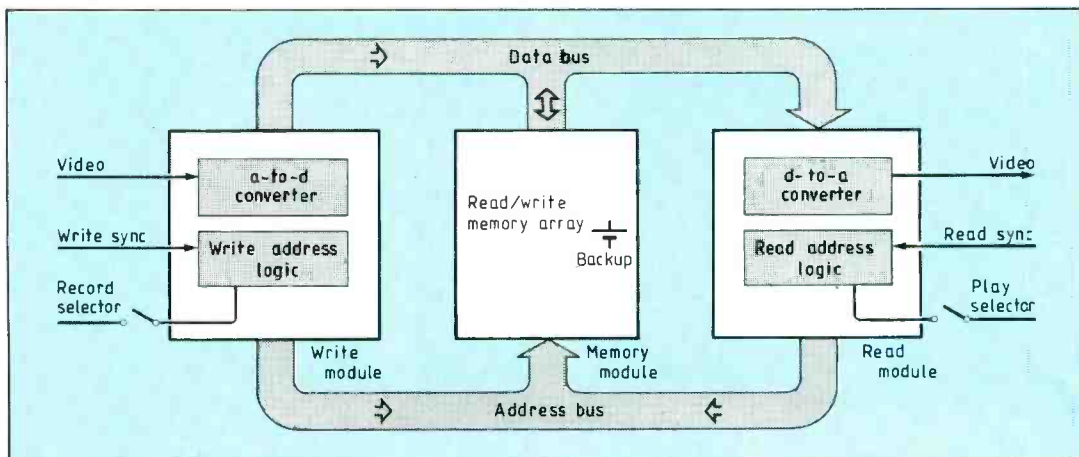 Data bus
Video
a-to-d
converter
Write sync
Write address
logic
Record
selector
Write
module
Read/write
memory array
Backup
Memory
module
d-to-a
converter
Video
Read address
logic
Read sync
Play
selector
Read
module
Address bus